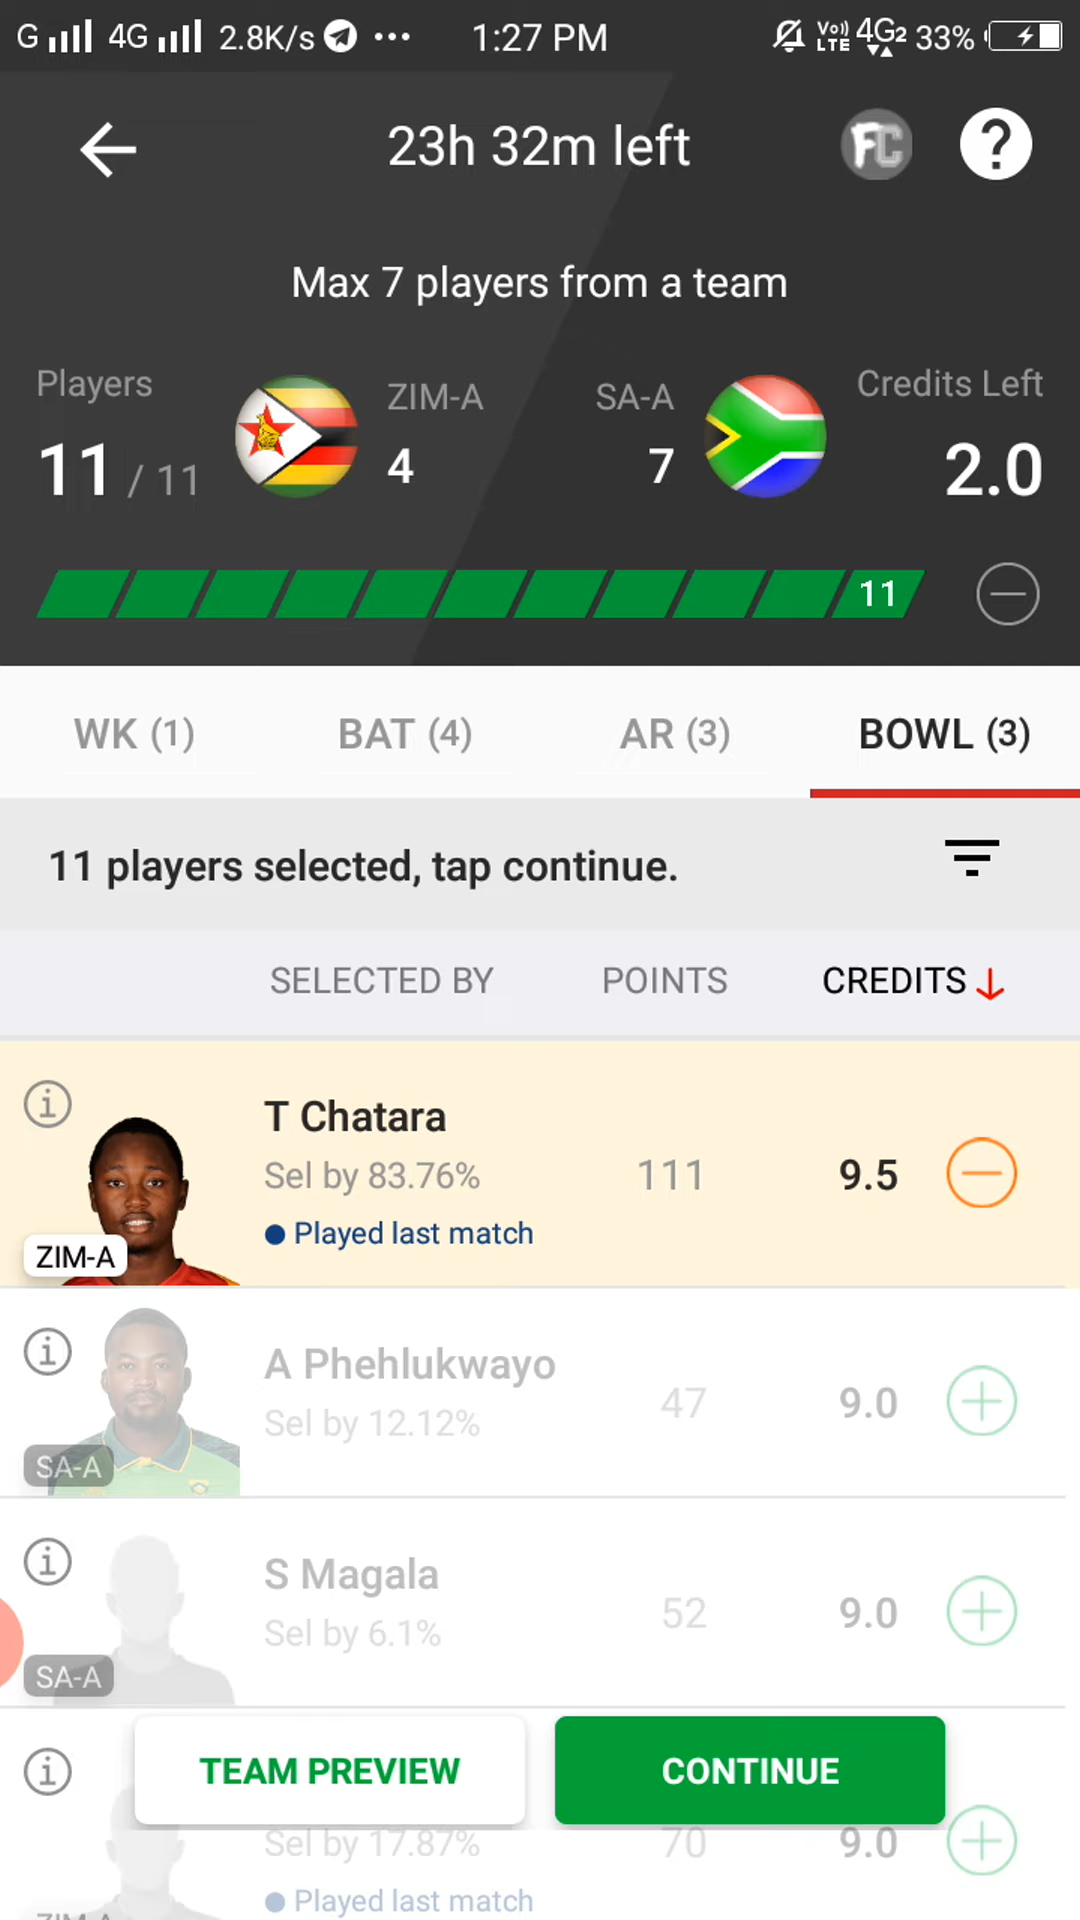 G 4G 2.8K/s ••• 1:27 PM Vo)) LTE 4G2 33%
23h 32m left FC ?
Max 7 players from a team
Players ZIM-A SA-A Credits Left
11 / 11 4 7 2.0
11
WK (1) BAT (4) AR (3) BOWL (3)
11 players selected, tap continue.
SELECTED BY POINTS CREDITS
T Chatara
Sel by 83.76% 111 9.5
Played last match
ZIM-A
A Phehlukwayo
Sel by 12.12% 47 9.0
SA-A
S Magala
Sel by 6.1% 52 9.0
SA-A
TEAM PREVIEW CONTINUE
Sel by 17.87% 70 9.0
Played last match
ZIM-A